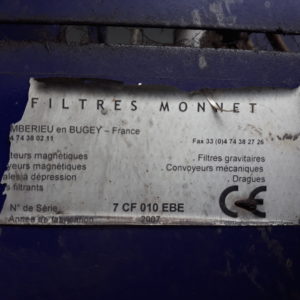 FILTRES MONNET
MBERIEU en BUGEY – France
4 74 38 02 11 Fax 33 (0)4 74 38 27 26
teurs magnétiques Filtres gravitaires
yeurs magnétiques Convoyeurs mécaniques
à dépression Dragues
filtrants
N° de Série 7 CF 010 EBE
Année de fabrication 2007
CE